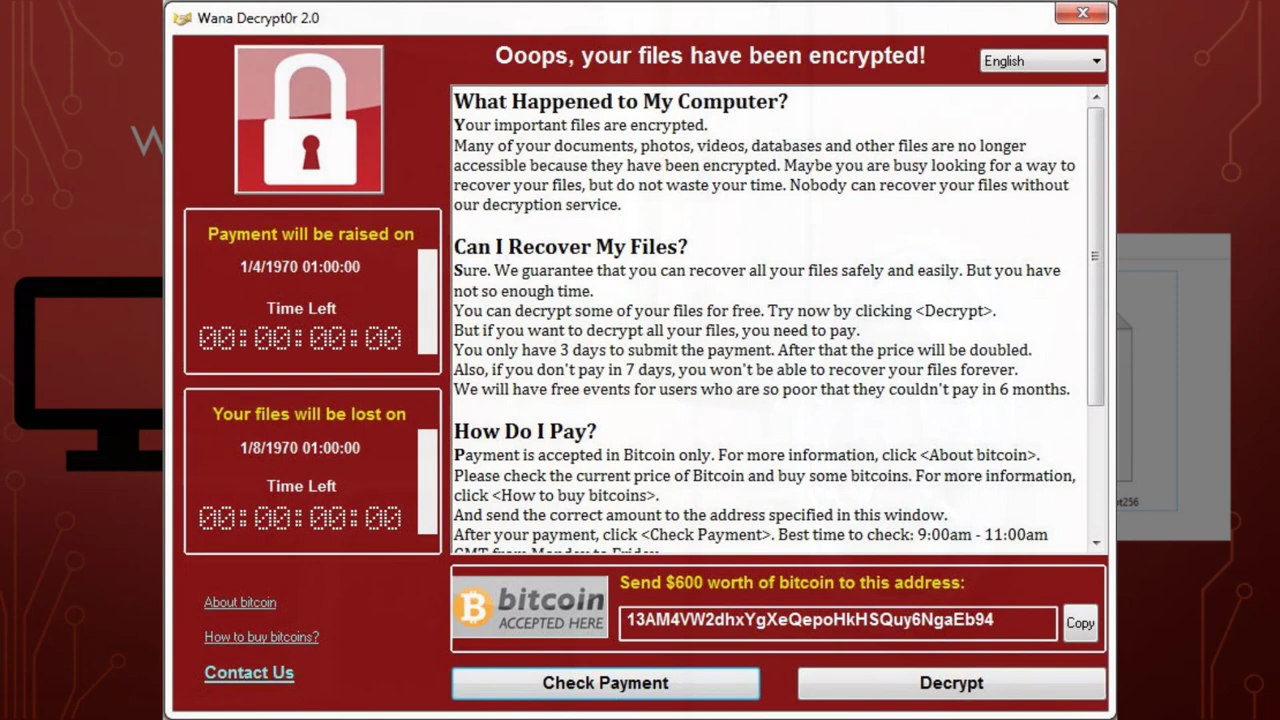 Wana Decrypt0r 2.0
Ooops, your files have been encrypted!
English
What Happened to My Computer?
Your important files are encrypted.
Many of your documents, photos, videos, databases and other files are no longer
accessible because they have been encrypted. Maybe you are busy looking for a way to
recover your files, but do not waste your time. Nobody can recover your files without
our decryption service.
Can I Recover My Files?
Sure. We guarantee that you can recover all your files safely and easily. But you have
not so enough time.
You can decrypt some of your files for free. Try now by clicking <Decrypt>.
But if you want to decrypt all your files, you need to pay.
You only have 3 days to submit the payment. After that the price will be doubled.
Also, if you don't pay in 7 days, you won't be able to recover your files forever.
We will have free events for users who are so poor that they couldn't pay in 6 months.
How Do I Pay?
Payment is accepted in Bitcoin only. For more information, click <About bitcoin>.
Please check the current price of Bitcoin and buy some bitcoins. For more information,
click <How to buy bitcoins>.
And send the correct amount to the address specified in this window.
After your payment, click <Check Payment>. Best time to check: 9:00am - 11:00am
GMT from Monday to Friday.
Payment will be raised on
1/4/1970 01:00:00
Time Left
00:00:00:00
Your files will be lost on
1/8/1970 01:00:00
Time Left
00:00:00:00
About bitcoin
How to buy bitcoins?
Contact Us
bitcoin
ACCEPTED HERE
Send $600 worth of bitcoin to this address:
13AM4VW2dhxYgXeQepoHkHSQuy6NgaEb94
Copy
Check Payment
Decrypt